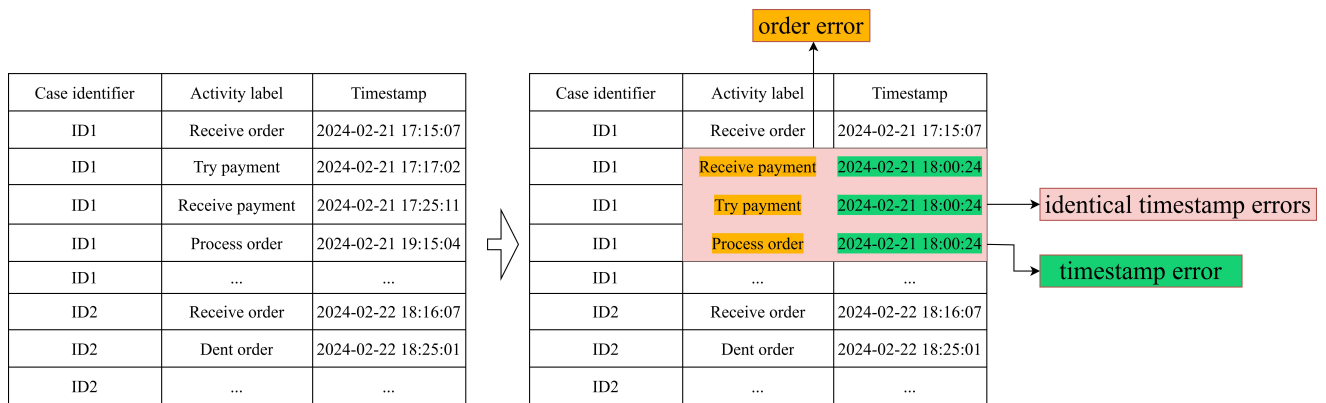 order error
Case identifier Activity label Timestamp
ID1 Receive order 2024-02-21 17:15:07
ID1 Try payment 2024-02-21 17:17:02
ID1 Receive payment 2024-02-21 17:25:11
ID1 Process order 2024-02-21 19:15:04
ID1 ... ...
ID2 Receive order 2024-02-22 18:16:07
ID2 Dent order 2024-02-22 18:25:01
ID2 ... ...
Case identifier Activity label Timestamp
ID1 Receive order 2024-02-21 17:15:07
ID1 Receive payment 2024-02-21 18:00:24
ID1 Try payment 2024-02-21 18:00:24
ID1 Process order 2024-02-21 18:00:24
ID1 ... ...
ID2 Receive order 2024-02-22 18:16:07
ID2 Dent order 2024-02-22 18:25:01
ID2 ... ...
identical timestamp errors
timestamp error